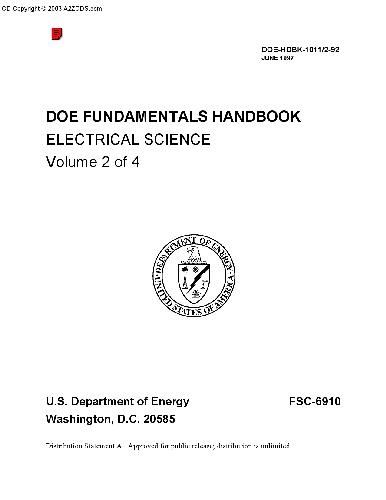 CD Copyright © 2003 A2ZCDS.com
DOE-HDBK-1011/2-92
JUNE 1992
DOE FUNDAMENTALS HANDBOOK
ELECTRICAL SCIENCE
Volume 2 of 4
DEPARTMENT OF ENERGY
UNITED STATES OF AMERICA
U.S. Department of Energy
FSC-6910
Washington, D.C. 20585
Distribution Statement A. Approved for public release; distribution is unlimited.